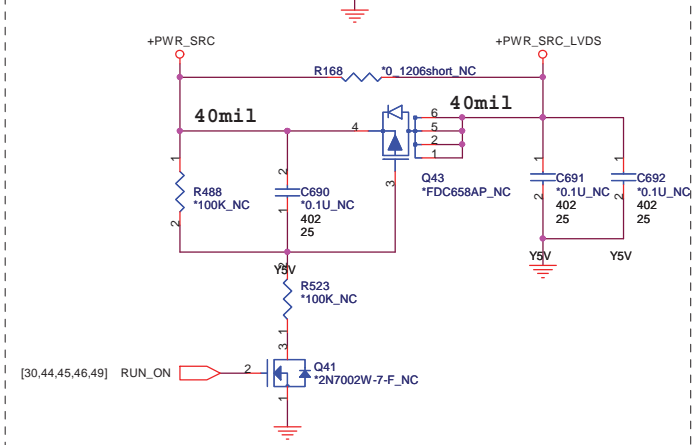 +PWR_SRC
+PWR_SRC_LVDS
R168
*0_1206short_NC
40mil
40mil
4
6
5
2
1
3
1
R488
*100K_NC
2
2
C690
*0.1U_NC
1
402
25
Y5V
Q43
*FDC658AP_NC
1
C691
*0.1U_NC
2
402
25
Y5V
1
C692
*0.1U_NC
2
402
25
Y5V
2
R523
*100K_NC
1
3
Q41
*2N7002W-7-F_NC
2
1
[30,44,45,46,49] RUN_ON